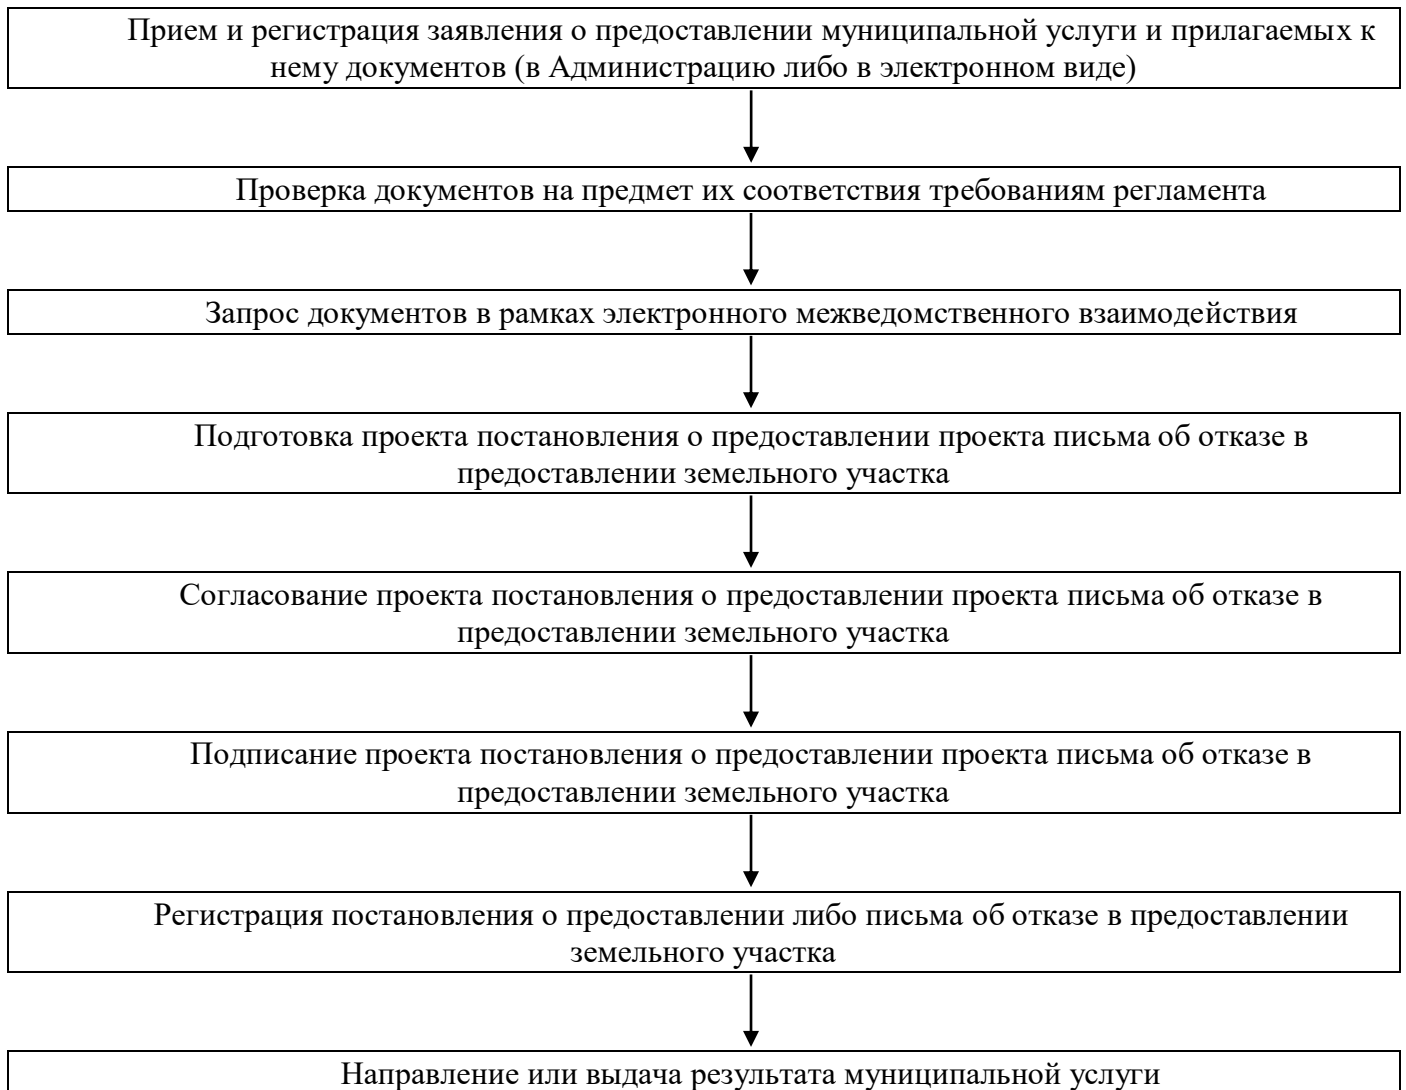 Прием и регистрация заявления о предоставлении муниципальной услуги и прилагаемых к
нему документов (в Администрацию либо в электронном виде)
Проверка документов на предмет их соответствия требованиям регламента
Запрос документов в рамках электронного межведомственного взаимодействия
Подготовка проекта постановления о предоставлении проекта письма об отказе в
предоставлении земельного участка
Согласование проекта постановления о предоставлении проекта письма об отказе в
предоставлении земельного участка
Подписание проекта постановления о предоставлении проекта письма об отказе в
предоставлении земельного участка
Регистрация постановления о предоставлении либо письма об отказе в предоставлении
земельного участка
Направление или выдача результата муниципальной услуги